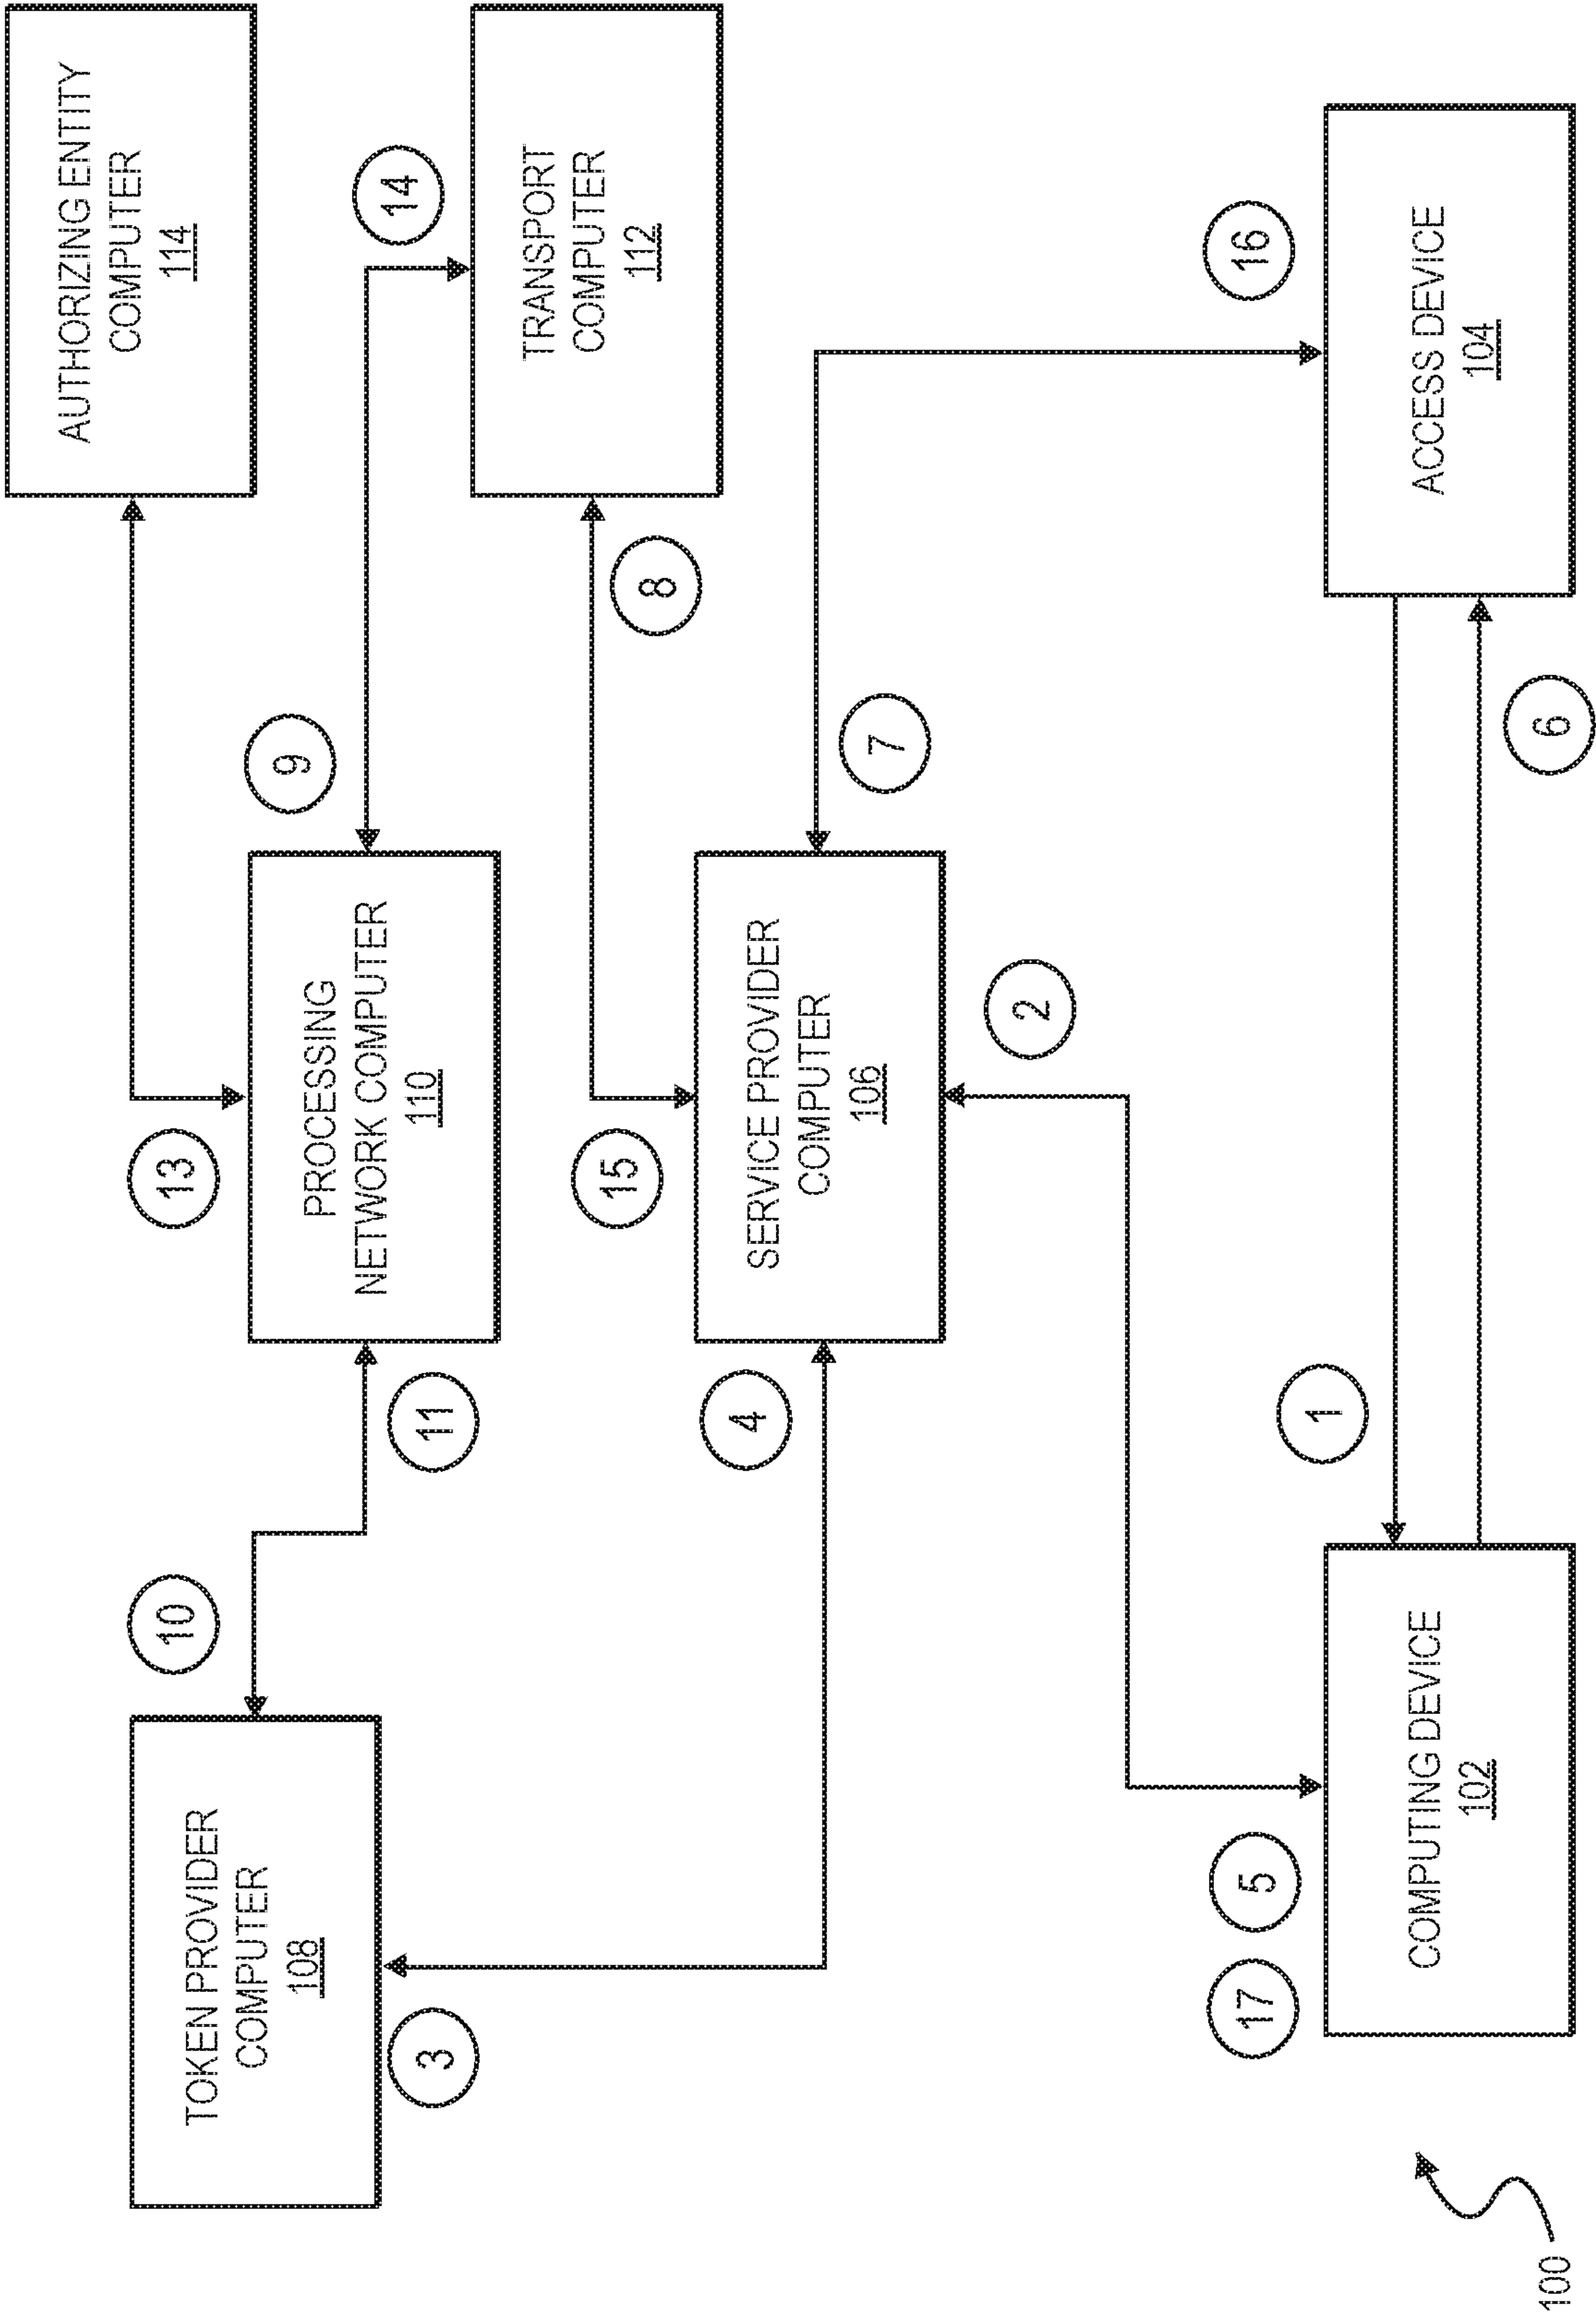 AUTHORIZING ENTITY
COMPUTER
114
14
TRANSPORT
COMPUTER
112
16
ACCESS DEVICE
104
13
9
8
7
6
PROCESSING
NETWORK COMPUTER
110
15
SERVICE PROVIDER
COMPUTER
106
2
10
11
4
1
TOKEN PROVIDER
COMPUTER
108
3
5
17
COMPUTING DEVICE
102
100